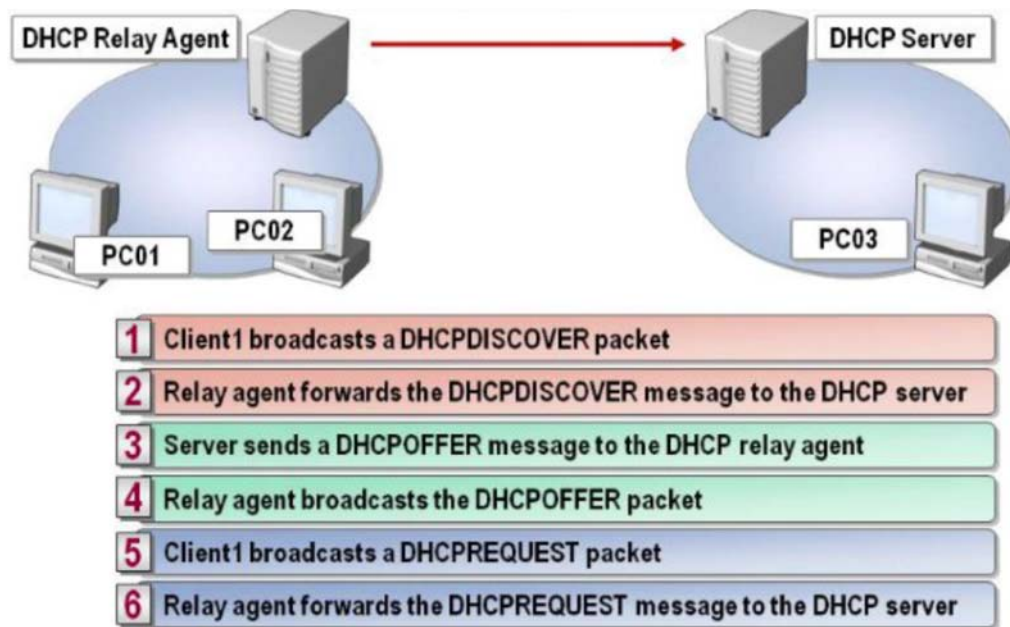 DHCP Relay Agent
DHCP Server
PC01
PC02
PC03
1 Client1 broadcasts a DHCPDISCOVER packet
2 Relay agent forwards the DHCPDISCOVER message to the DHCP server
3 Server sends a DHCPOFFER message to the DHCP relay agent
4 Relay agent broadcasts the DHCPOFFER packet
5 Client1 broadcasts a DHCPREQUEST packet
6 Relay agent forwards the DHCPREQUEST message to the DHCP server